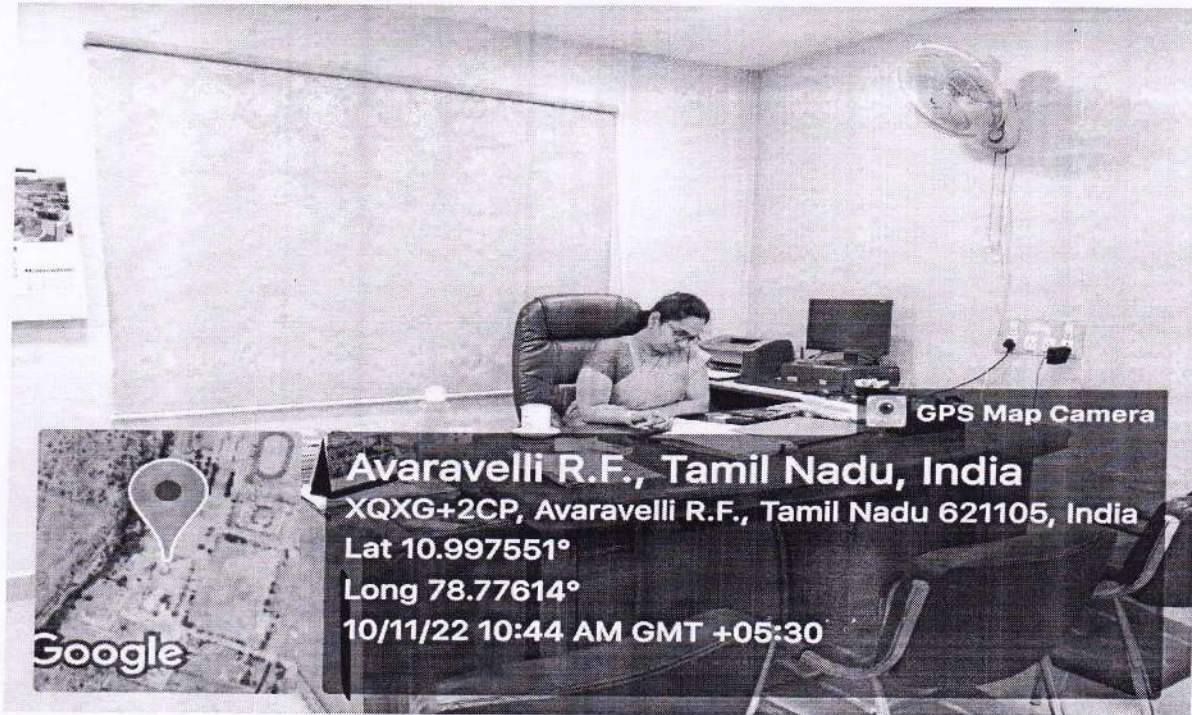 GPS Map Camera
Avaravelli R.F., Tamil Nadu, India
XQXG+2CP, Avaravelli R.F., Tamil Nadu 621105, India
Lat 10.997551°
Long 78.77614°
10/11/22 10:44 AM GMT +05:30
Google